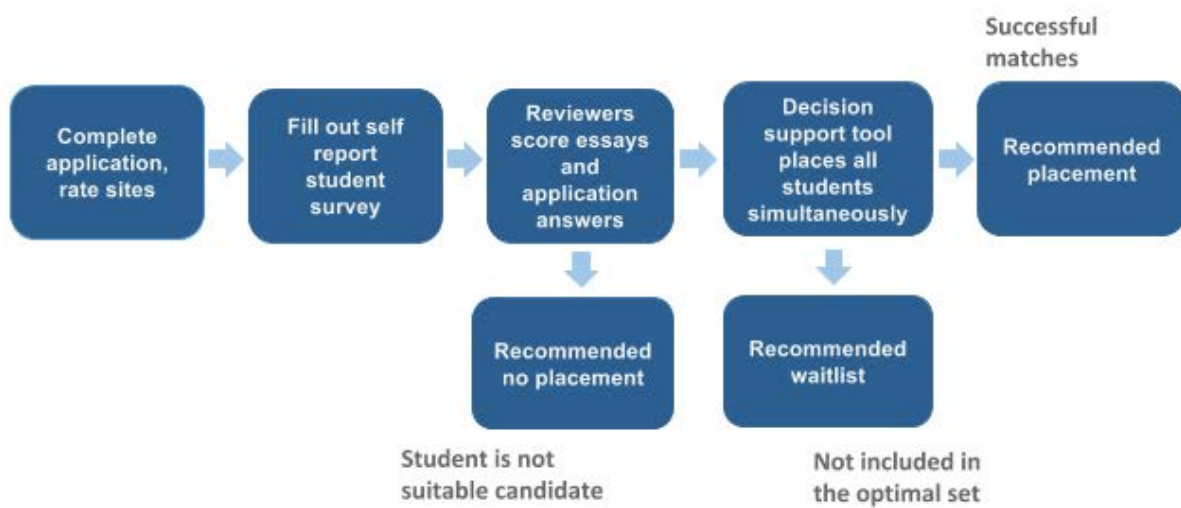 Successful
matches
Complete
application,
rate sites
Fill out self
report
student
survey
Reviewers
score essays
and
application
answers
Decision
support tool
places all
students
simultaneously
Recommended
placement
Recommended
no placement
Recommended
waitlist
Student is not
suitable candidate
Not included in
the optimal set